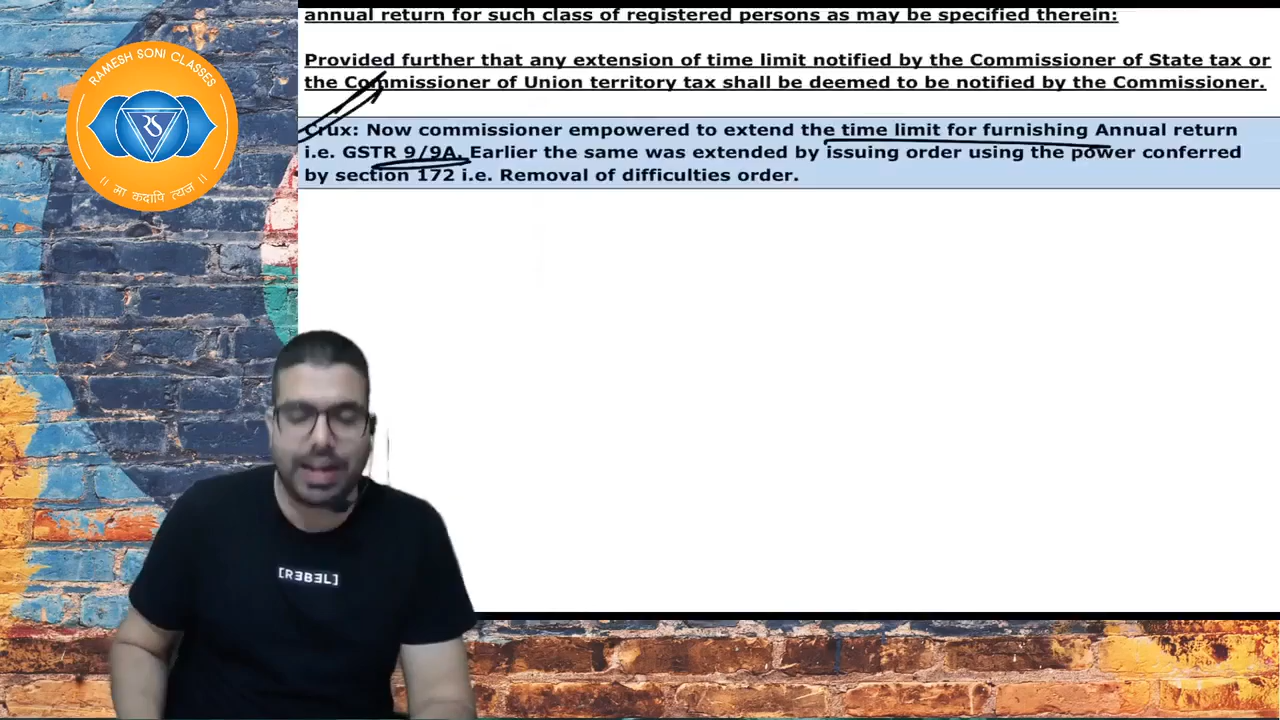 annual return for such class of registered persons as may be specified therein:
Provided further that any extension of time limit notified by the Commissioner of State tax or
the Commissioner of Union territory tax shall be deemed to be notified by the Commissioner.
Crux: Now commissioner empowered to extend the time limit for furnishing Annual return
i.e. GSTR 9/9A. Earlier the same was extended by issuing order using the power conferred
by section 172 i.e. Removal of difficulties order.
RAMESH SONI CLASSES
।। मा कदापि त्यज ।।
[RƎBƎL]